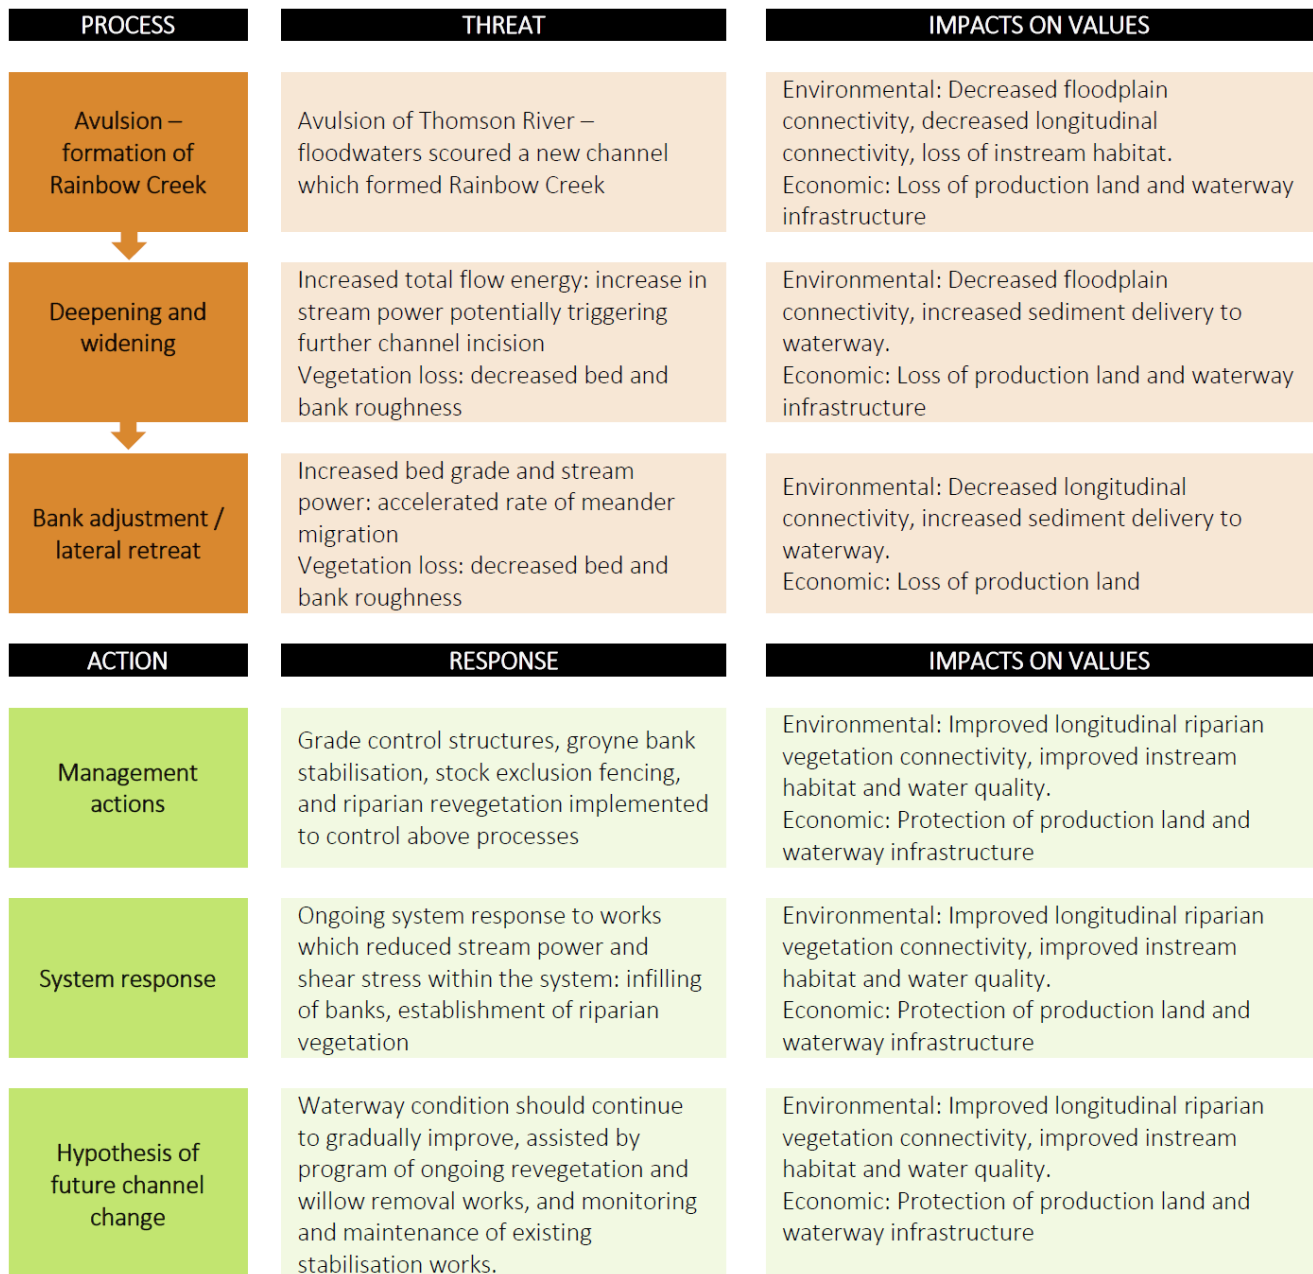 PROCESS
THREAT
IMPACTS ON VALUES
Avulsion –
formation of
Rainbow Creek
Avulsion of Thomson River –
floodwaters scoured a new channel
which formed Rainbow Creek
Environmental: Decreased floodplain
connectivity, decreased longitudinal
connectivity, loss of instream habitat.
Economic: Loss of production land and waterway
infrastructure
Deepening and
widening
Increased total flow energy: increase in
stream power potentially triggering
further channel incision
Vegetation loss: decreased bed and
bank roughness
Environmental: Decreased floodplain
connectivity, increased sediment delivery to
waterway.
Economic: Loss of production land and waterway
infrastructure
Bank adjustment /
lateral retreat
Increased bed grade and stream
power: accelerated rate of meander
migration
Vegetation loss: decreased bed and
bank roughness
Environmental: Decreased longitudinal
connectivity, increased sediment delivery to
waterway.
Economic: Loss of production land
ACTION
RESPONSE
IMPACTS ON VALUES
Management
actions
Grade control structures, groyne bank
stabilisation, stock exclusion fencing,
and riparian revegetation implemented
to control above processes
Environmental: Improved longitudinal riparian
vegetation connectivity, improved instream
habitat and water quality.
Economic: Protection of production land and
waterway infrastructure
System response
Ongoing system response to works
which reduced stream power and
shear stress within the system: infilling
of banks, establishment of riparian
vegetation
Environmental: Improved longitudinal riparian
vegetation connectivity, improved instream
habitat and water quality.
Economic: Protection of production land and
waterway infrastructure
Hypothesis of
future channel
change
Waterway condition should continue
to gradually improve, assisted by
program of ongoing revegetation and
willow removal works, and monitoring
and maintenance of existing
stabilisation works.
Environmental: Improved longitudinal riparian
vegetation connectivity, improved instream
habitat and water quality.
Economic: Protection of production land and
waterway infrastructure